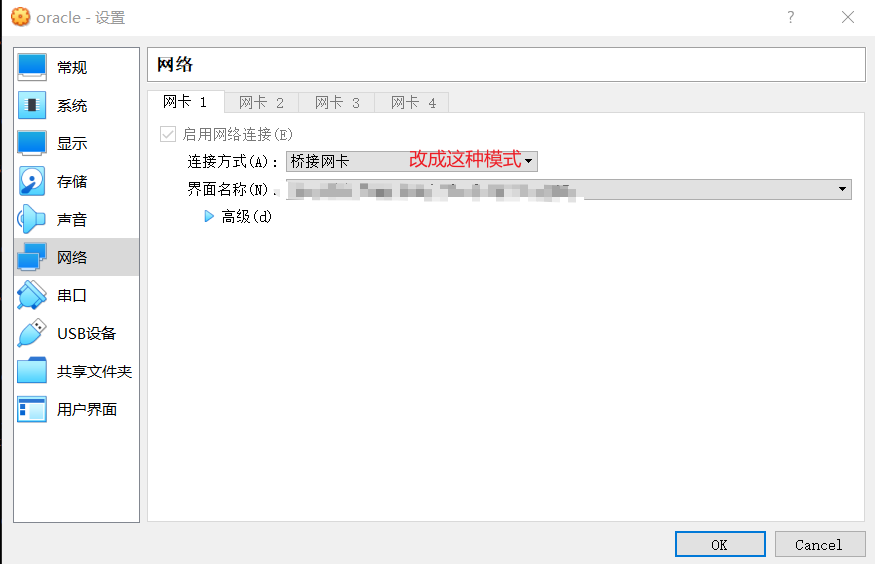 oracle - 设置
?
常规
系统
显示
存储
声音
网络
串口
USB设备
共享文件夹
用户界面
网络
网卡 1 网卡 2 网卡 3 网卡 4
启用网络连接(E)
连接方式(A): 桥接网卡 改成这种模式
界面名称(N).
高级(d)
OK Cancel